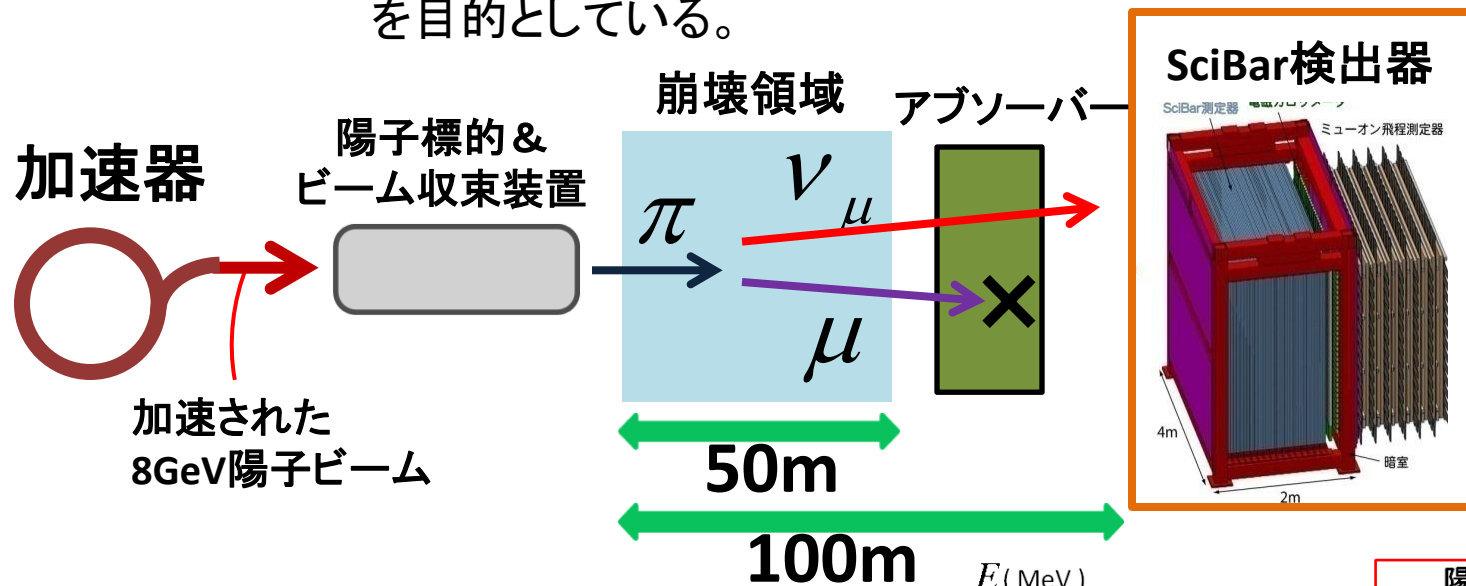 を目的としている。
SciBar検出器
崩壊領域
アブソーバー
SciBar測定器
ミューオン飛程測定器
陽子標的&
ビーム収束装置
加速器
π
ν μ
μ
加速された
8GeV陽子ビーム
4m
暗室
2m
50m
100m
E(MeV)
陽